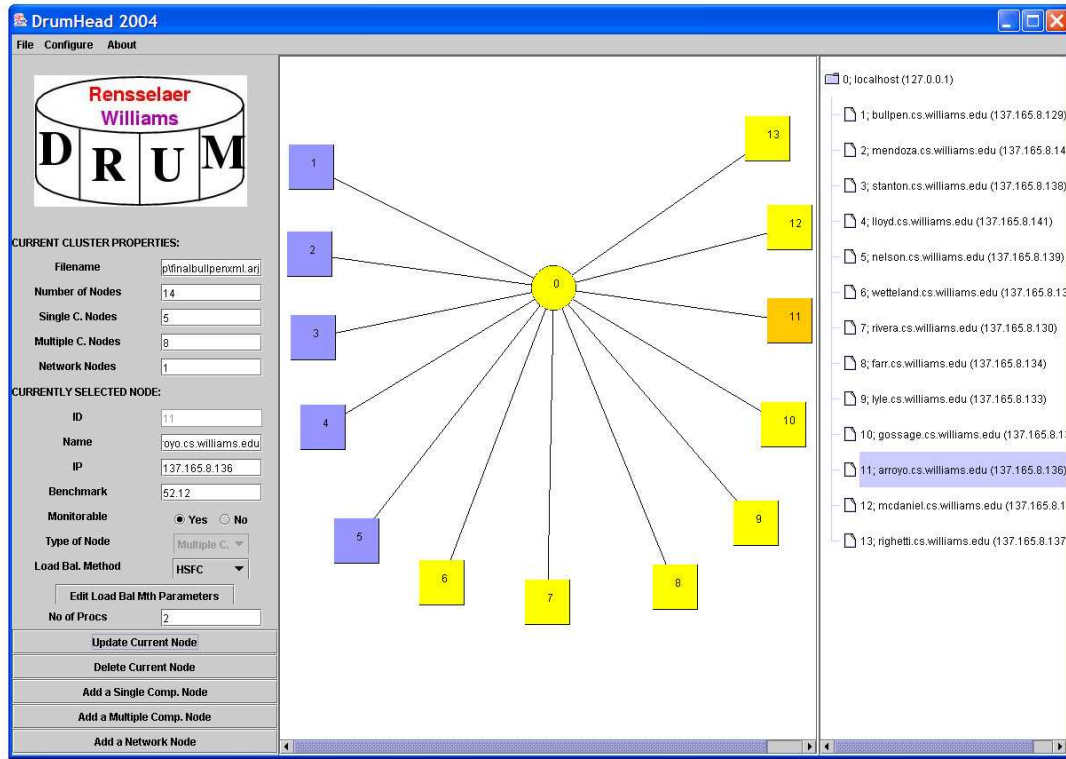 DrumHead 2004
File Configure About
Rensselaer
Williams
D R U M
CURRENT CLUSTER PROPERTIES:
Filename p\finalbullpenxml.arj
Number of Nodes 14
Single C. Nodes 5
Multiple C. Nodes 8
Network Nodes 1
CURRENTLY SELECTED NODE:
ID 11
Name royo.cs.williams.edu
IP 137.165.8.136
Benchmark 52.12
Monitorable Yes No
Type of Node Multiple C.
Load Bal. Method HSFC
Edit Load Bal Mth Parameters
No of Procs 2
Update Current Node
Delete Current Node
Add a Single Comp. Node
Add a Multiple Comp. Node
Add a Network Node
13
1
12
2
0
11
3
10
4
9
5
8
6
7
0; localhost (127.0.0.1)
1; bullpen.cs.williams.edu (137.165.8.129)
2; mendoza.cs.williams.edu (137.165.8.14
3; stanton.cs.williams.edu (137.165.8.138)
4; lloyd.cs.williams.edu (137.165.8.141)
5; nelson.cs.williams.edu (137.165.8.139)
6; wetteland.cs.williams.edu (137.165.8.13
7; rivera.cs.williams.edu (137.165.8.130)
8; farr.cs.williams.edu (137.165.8.134)
9; lyle.cs.williams.edu (137.165.8.133)
10; gossage.cs.williams.edu (137.165.8.13
11; arroyo.cs.williams.edu (137.165.8.136)
12; mcdaniel.cs.williams.edu (137.165.8.1
13; righetti.cs.williams.edu (137.165.8.137